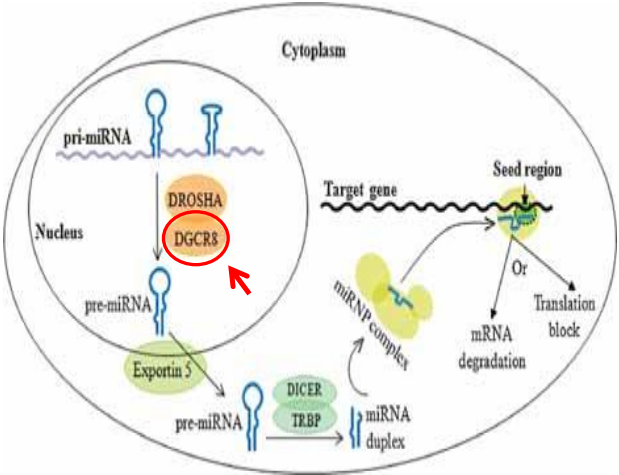 Cytoplasm
pri-miRNA
DROSHA
DGCR8
Nucleus
pre-miRNA
Exportin 5
pre-miRNA
DICER
TRBP
miRNA
duplex
miRNP complex
Target gene
Seed region
Or
mRNA
degradation
Translation
block